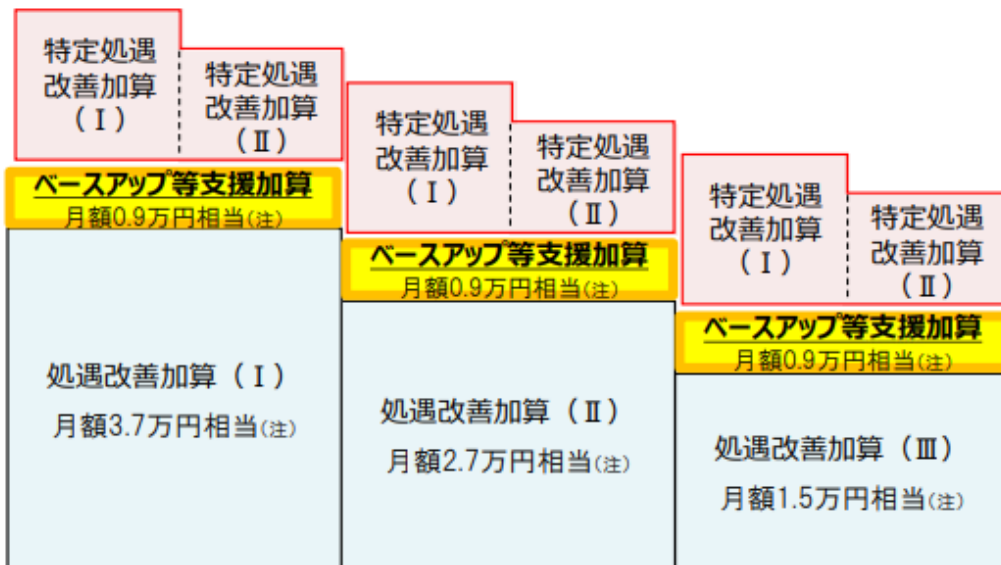 特定処遇
改善加算
（Ⅰ）
特定処遇
改善加算
（Ⅱ）
ベースアップ等支援加算
月額0.9万円相当(注)
処遇改善加算（Ⅰ）
月額3.7万円相当(注)
特定処遇
改善加算
（Ⅰ）
特定処遇
改善加算
（Ⅱ）
ベースアップ等支援加算
月額0.9万円相当(注)
処遇改善加算（Ⅱ）
月額2.7万円相当(注)
特定処遇
改善加算
（Ⅰ）
特定処遇
改善加算
（Ⅱ）
ベースアップ等支援加算
月額0.9万円相当(注)
処遇改善加算（Ⅲ）
月額1.5万円相当(注)